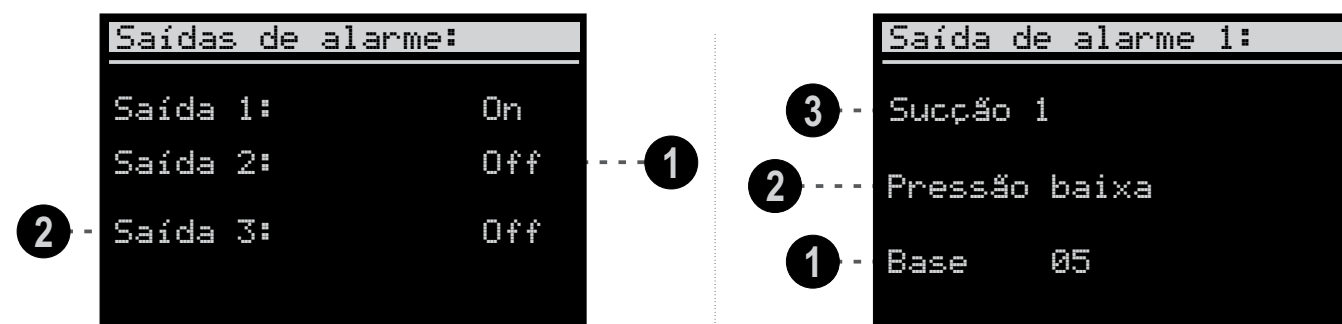 Saídas de alarme:
Saída 1: On
Saída 2: Off
1
2
Saída 3: Off
Saída de alarme 1:
3
Sucção 1
2
Pressão baixa
1
Base 05